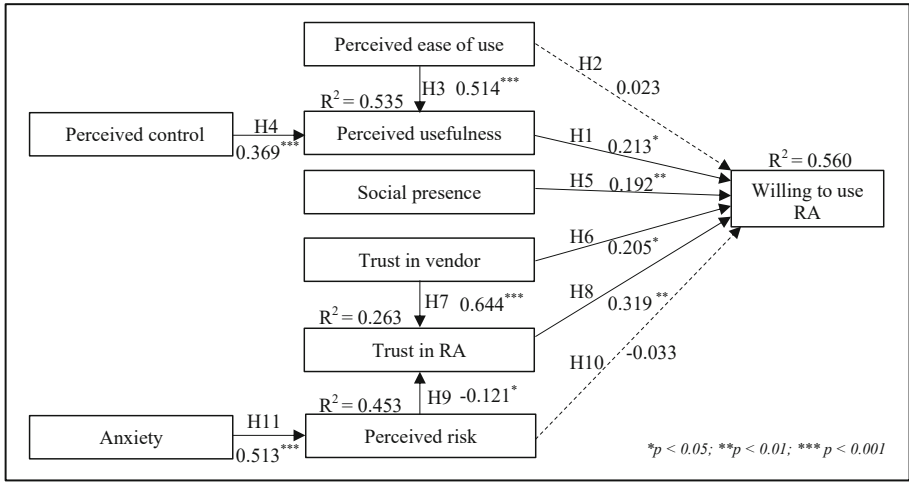 Perceived ease of use
H2
0.023
H3 0.514***
R² = 0.535
Perceived control
H4
0.369***
Perceived usefulness
H1
0.213*
R² = 0.560
Social presence
H5
0.192**
Willing to use
RA
Trust in vendor
H6
0.205*
H7 0.644***
H8
0.319**
R² = 0.263
Trust in RA
H10
-0.033
H9 -0.121*
R² = 0.453
Anxiety
H11
0.513***
Perceived risk
*p < 0.05; **p < 0.01; *** p < 0.001